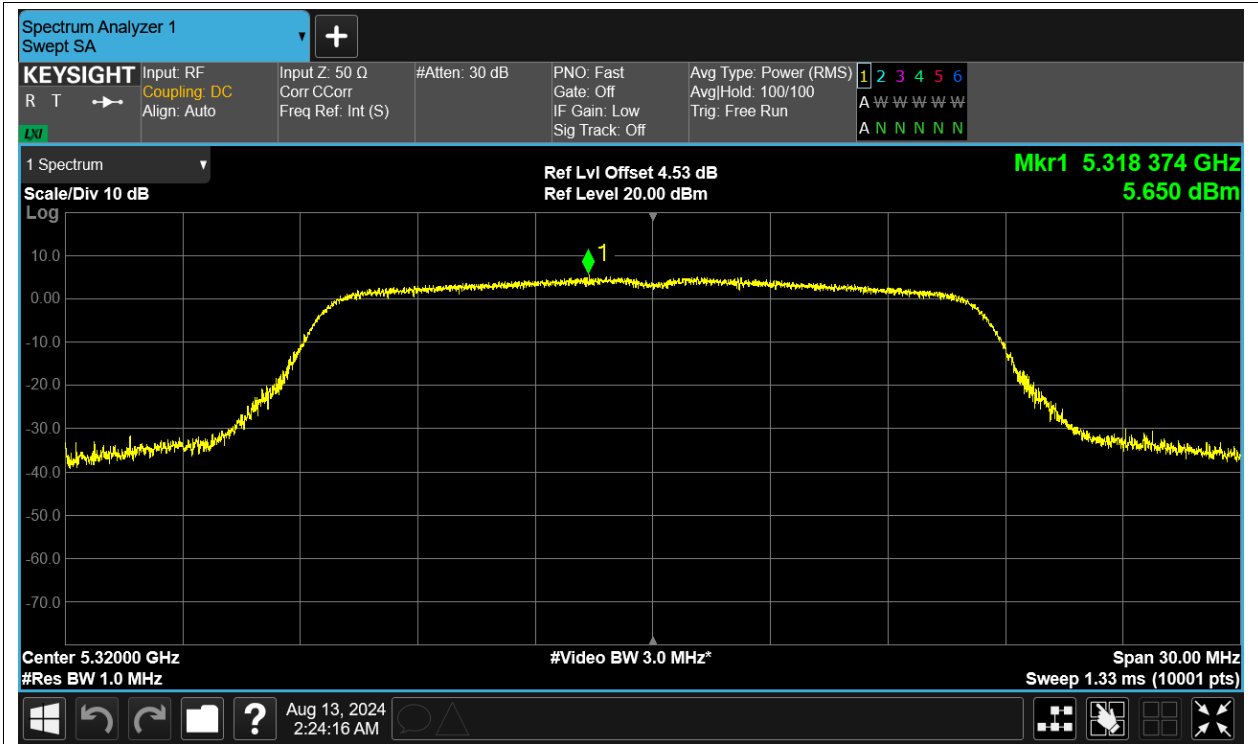 Spectrum Analyzer 1
Swept SA
KEYSIGHT
R T
LXI
Input: RF
Coupling: DC
Align: Auto
Input Z: 50 Ω
Corr CCorr
Freq Ref: Int (S)
#Atten: 30 dB
PNO: Fast
Gate: Off
IF Gain: Low
Sig Track: Off
Avg Type: Power (RMS)
Avg|Hold: 100/100
Trig: Free Run
1 2 3 4 5 6
A W W W W W
A N N N N N
1 Spectrum
Scale/Div 10 dB
Log
Ref Lvl Offset 4.53 dB
Ref Level 20.00 dBm
Mkr1 5.318 374 GHz
5.650 dBm
1
10.0
0.00
-10.0
-20.0
-30.0
-40.0
-50.0
-60.0
-70.0
Center 5.32000 GHz
#Res BW 1.0 MHz
#Video BW 3.0 MHz*
Span 30.00 MHz
Sweep 1.33 ms (10001 pts)
?
Aug 13, 2024
2:24:16 AM